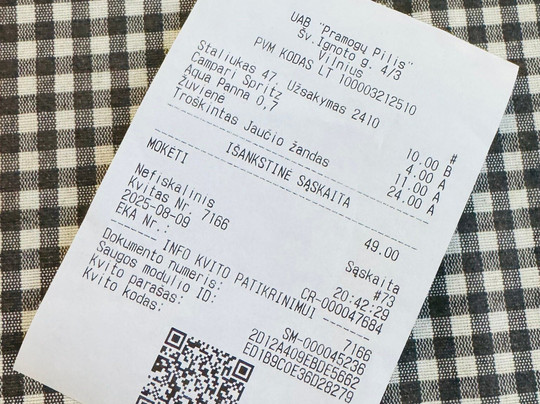 UAB "Pramogų Pilis"
Šv.Ignoto g. 4/3
Vilnius
PVM KODAS LT 100003212510
Staliukas 47, Užsakymas 2410
#
Campari Spritz 10.00 B
Aqua Panna 0,7 4.00 A
Žuvienė 11.00 A
Troškintas Jaučio žandas 24.00 A
IŠANKSTINĖ SĄSKAITA
MOKĖTI 49.00
Nefiskalinis Sąskaita
Kvitas Nr. 7166 #73
2025-08-09 20:42:29
EKA Nr.: CR-000047684
INFO KVITO PATIKRINIMUI
Dokumento numeris: 7166
Saugos modulio ID: SM-000045236
Kvito parašas: 2D12A409EBDE5662
Kvito kodas: ED1B9C0E36D28279